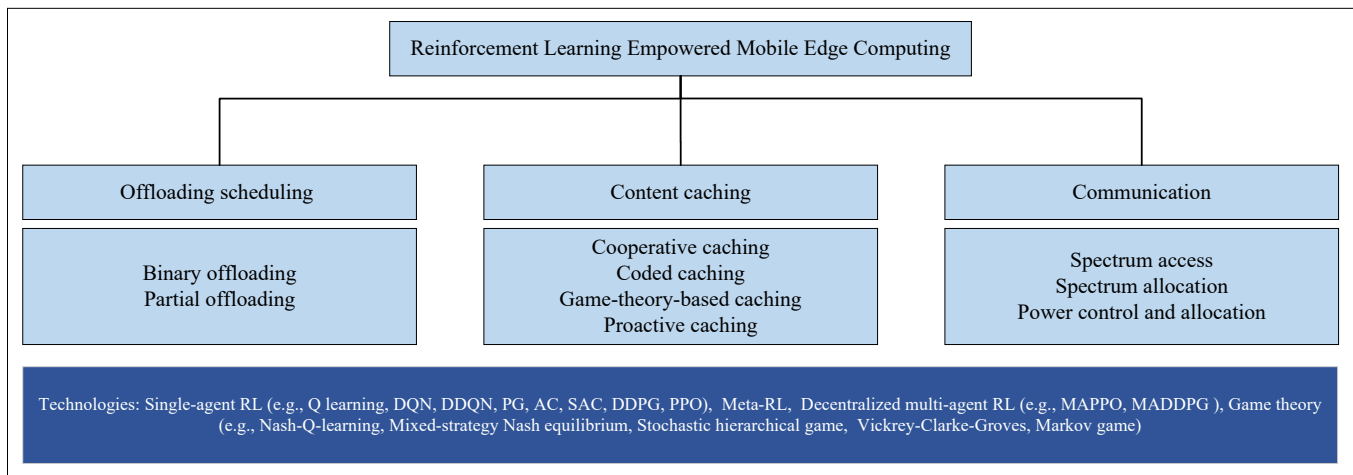 Reinforcement Learning Empowered Mobile Edge Computing
Offloading scheduling
Binary offloading
Partial offloading
Content caching
Cooperative caching
Coded caching
Game-theory-based caching
Proactive caching
Communication
Spectrum access
Spectrum allocation
Power control and allocation
Technologies: Single-agent RL (e.g., Q learning, DQN, DDQN, PG, AC, SAC, DDPG, PPO),  Meta-RL,  Decentralized multi-agent RL (e.g., MAPPO, MADDPG ), Game theory
(e.g., Nash-Q-learning, Mixed-strategy Nash equilibrium, Stochastic hierarchical game,  Vickrey-Clarke-Groves, Markov game)